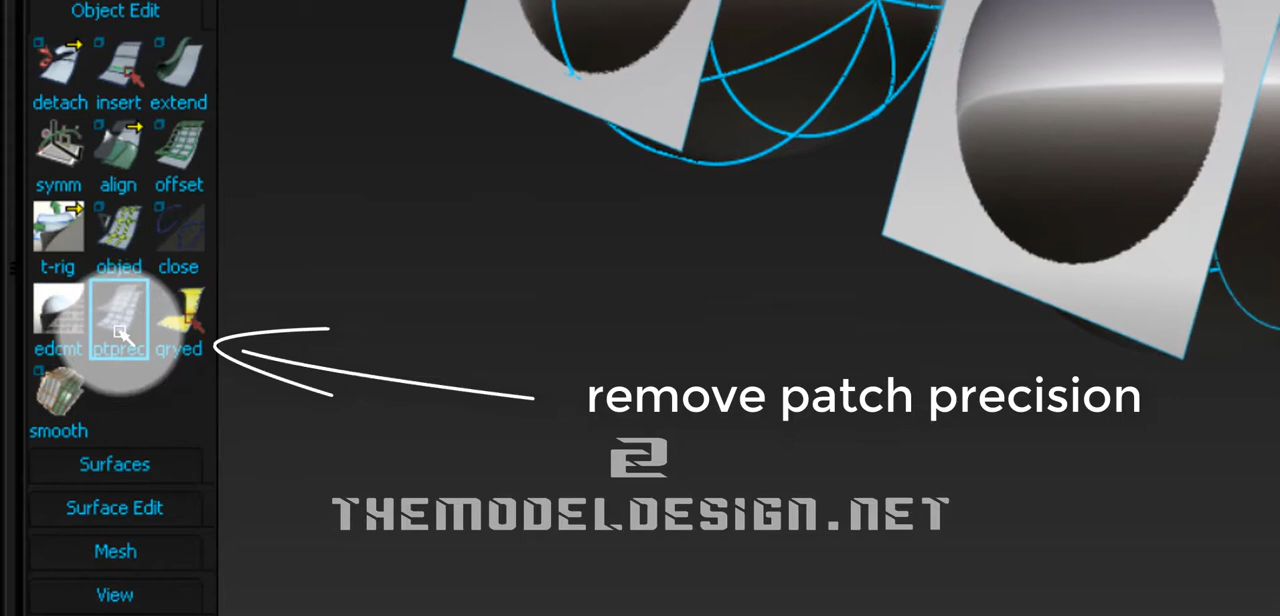 Object Edit
detach insert extend
symm align offset
t-rig objed close
edcmt ptprec qryed
smooth
remove patch precision
Surfaces
2
THEMODELDESIGN.NET
Surface Edit
Mesh
View